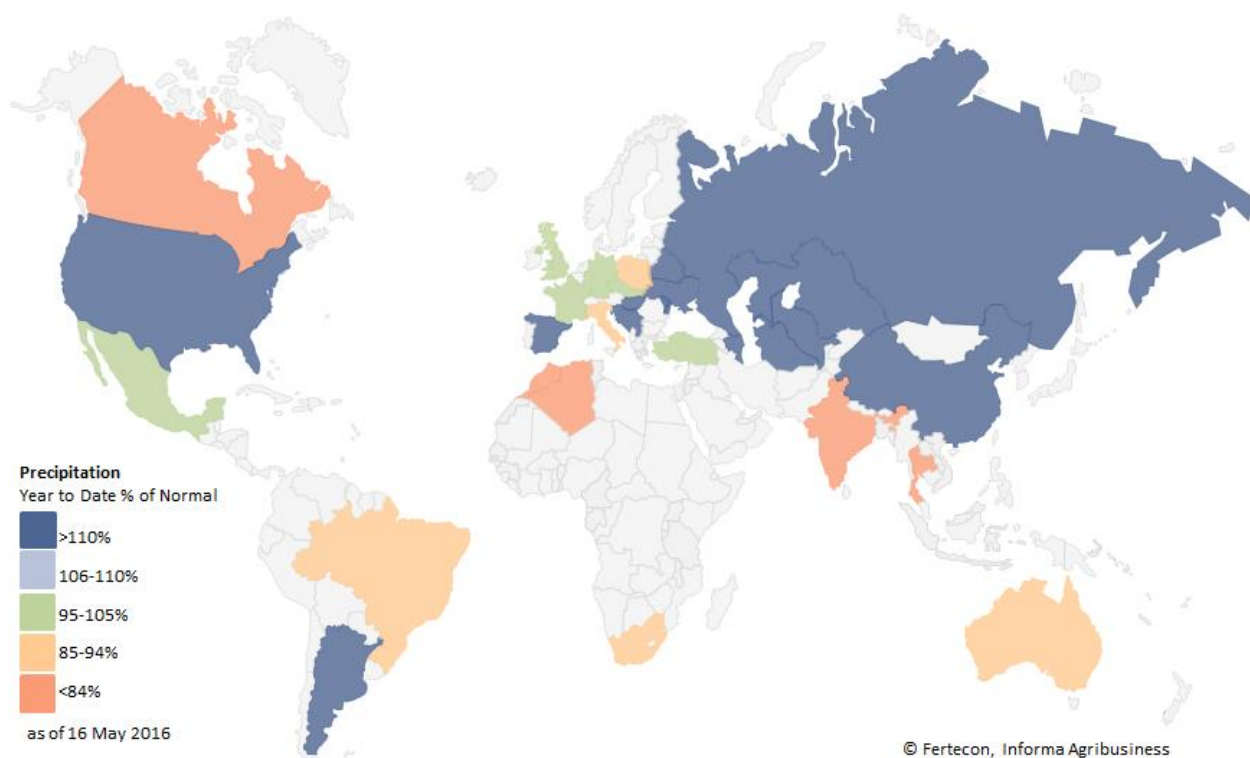 Precipitation
Year to Date % of Normal
>110%
106-110%
95-105%
85-94%
<84%
as of 16 May 2016
© Fertecon, Informa Agribusiness